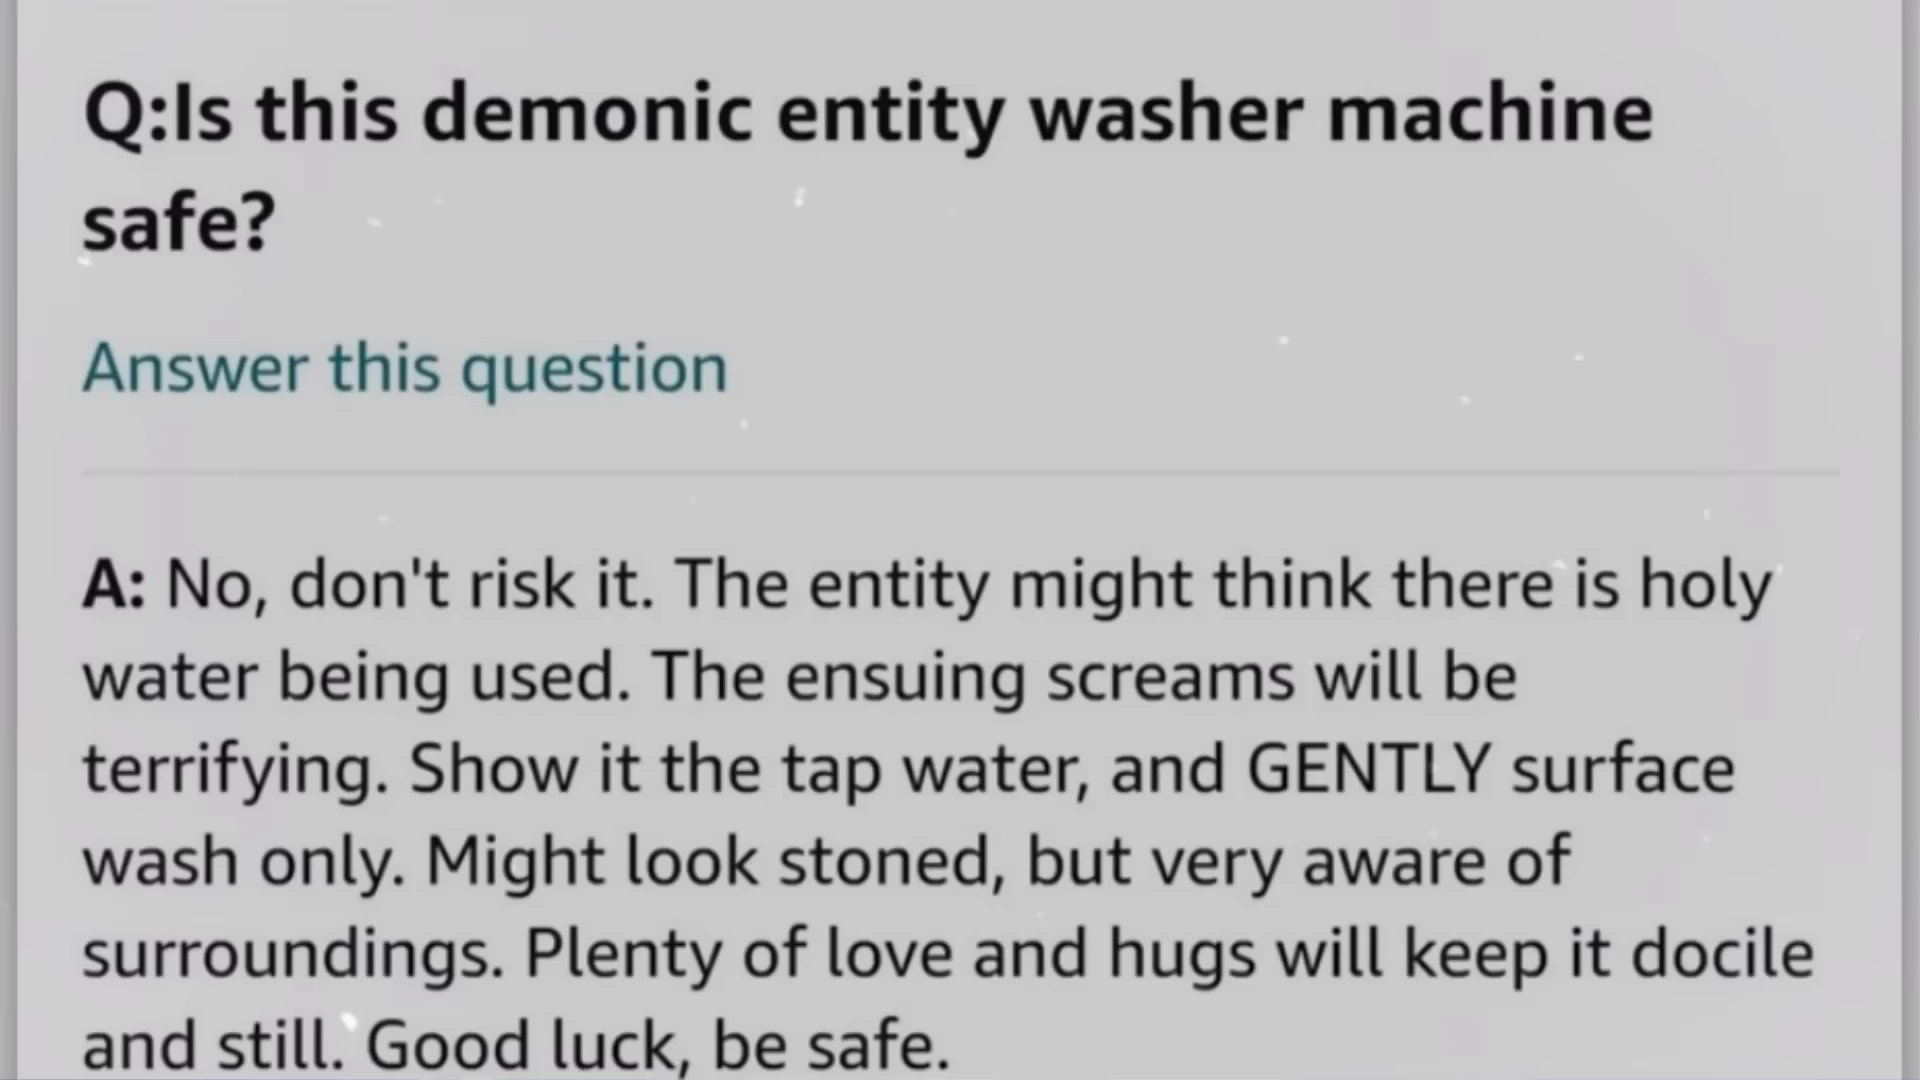 Q:Is this demonic entity washer machine
safe?
Answer this question
A: No, don't risk it. The entity might think there is holy
water being used. The ensuing screams will be
terrifying. Show it the tap water, and GENTLY surface
wash only. Might look stoned, but very aware of
surroundings. Plenty of love and hugs will keep it docile
and still. Good luck, be safe.